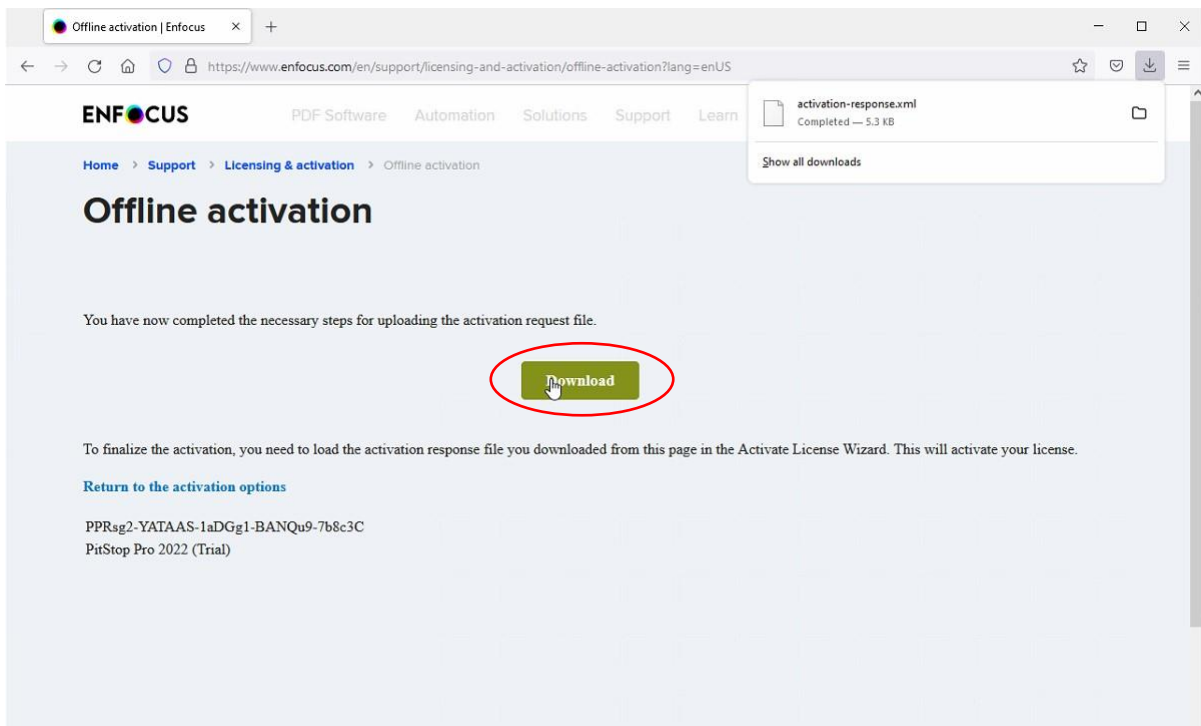 Offline activation | Enfocus
https://www.enfocus.com/en/support/licensing-and-activation/offline-activation?lang=enUS
activation-response.xml
Completed — 5.3 KB
Show all downloads
ENFOCUS PDF Software Automation Solutions Support Learn
Home > Support > Licensing & activation > Offline activation
Offline activation
You have now completed the necessary steps for uploading the activation request file.
Download
To finalize the activation, you need to load the activation response file you downloaded from this page in the Activate License Wizard. This will activate your license.
Return to the activation options
PPRsg2-YATAAS-1aDGg1-BANQu9-7b8c3C
PitStop Pro 2022 (Trial)